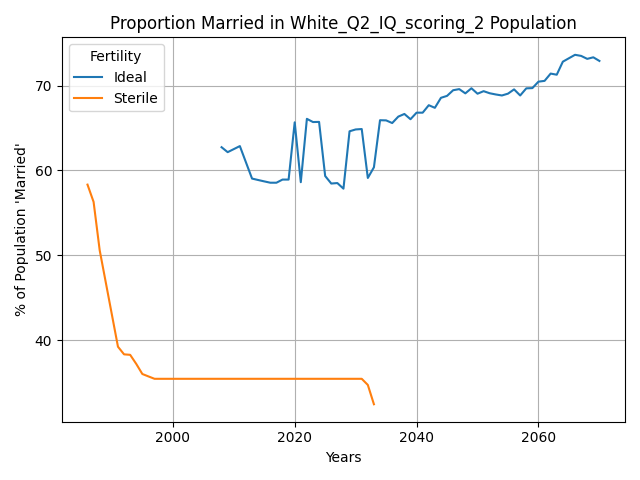 Proportion Married in White_Q2_IQ_scoring_2 Population
Fertility
Ideal
Sterile
% of Population 'Married'
70
60
50
40
2000
2020
2040
2060
Years